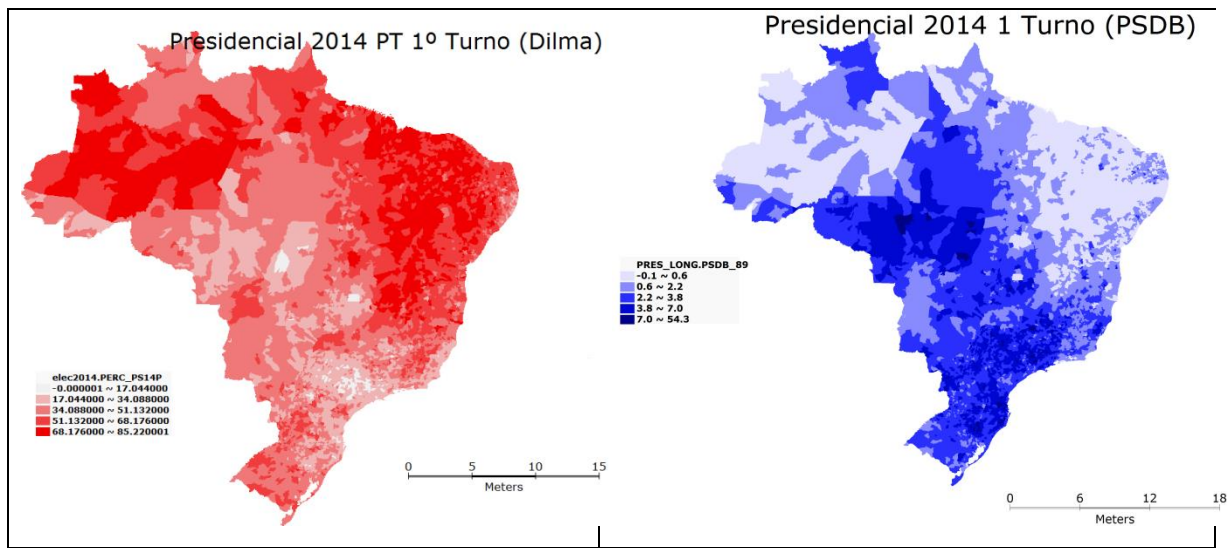 Presidencial 2014 PT 1º Turno (Dilma)
elec2014.PERC_PS14P
-0.000001 ~ 17.044000
17.044000 ~ 34.088000
34.088000 ~ 51.132000
51.132000 ~ 68.176000
68.176000 ~ 85.220001
0 5 10 15
Meters
Presidencial 2014 1 Turno (PSDB)
PRES_LONG.PSDB_89
-0.1 ~ 0.6
0.6 ~ 2.2
2.2 ~ 3.8
3.8 ~ 7.0
7.0 ~ 54.3
0 6 12 18
Meters